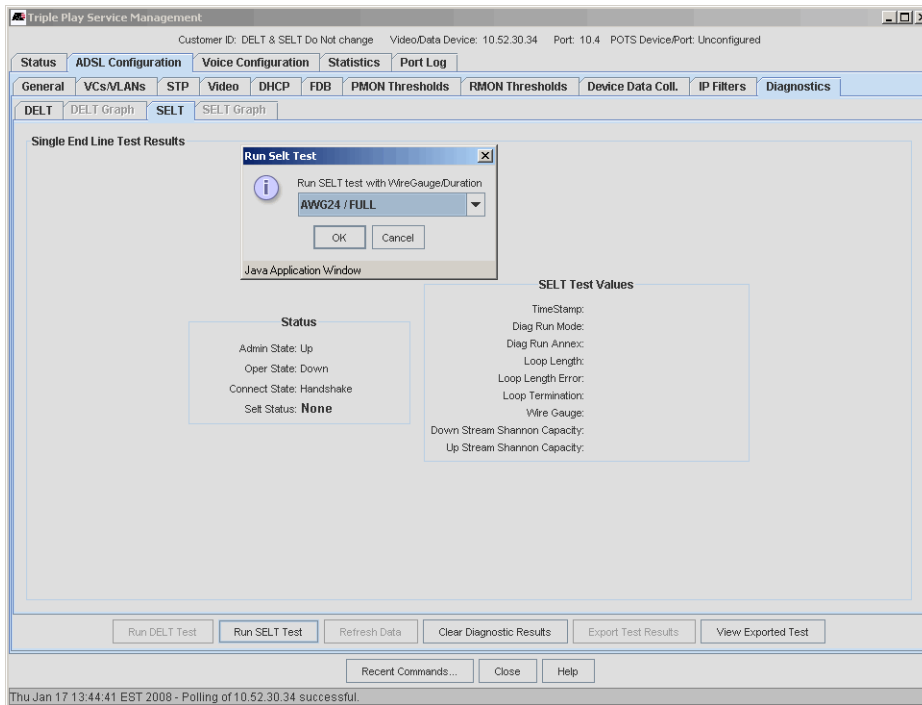 Triple Play Service Management
Customer ID: DELT & SELT Do Not change Video/Data Device: 10.52.30.34 Port: 10.4 POTS Device/Port: Unconfigured
Status ADSL Configuration Voice Configuration Statistics Port Log
General VCs/VLANs STP Video DHCP FDB PMON Thresholds RMON Thresholds Device Data Coll. IP Filters Diagnostics
DELT DELT Graph SELT SELT Graph
Single End Line Test Results
Run Selt Test
Run SELT test with WireGauge/Duration
AWG24 / FULL
OK Cancel
Java Application Window
Status
Admin State: Up
Oper State: Down
Connect State: Handshake
Selt Status: None
SELT Test Values
TimeStamp:
Diag Run Mode:
Diag Run Annex:
Loop Length:
Loop Length Error:
Loop Termination:
Wire Gauge:
Down Stream Shannon Capacity:
Up Stream Shannon Capacity:
Run DELT Test Run SELT Test Refresh Data Clear Diagnostic Results Export Test Results View Exported Test
Recent Commands... Close Help
Thu Jan 17 13:44:41 EST 2008 - Polling of 10.52.30.34 successful.